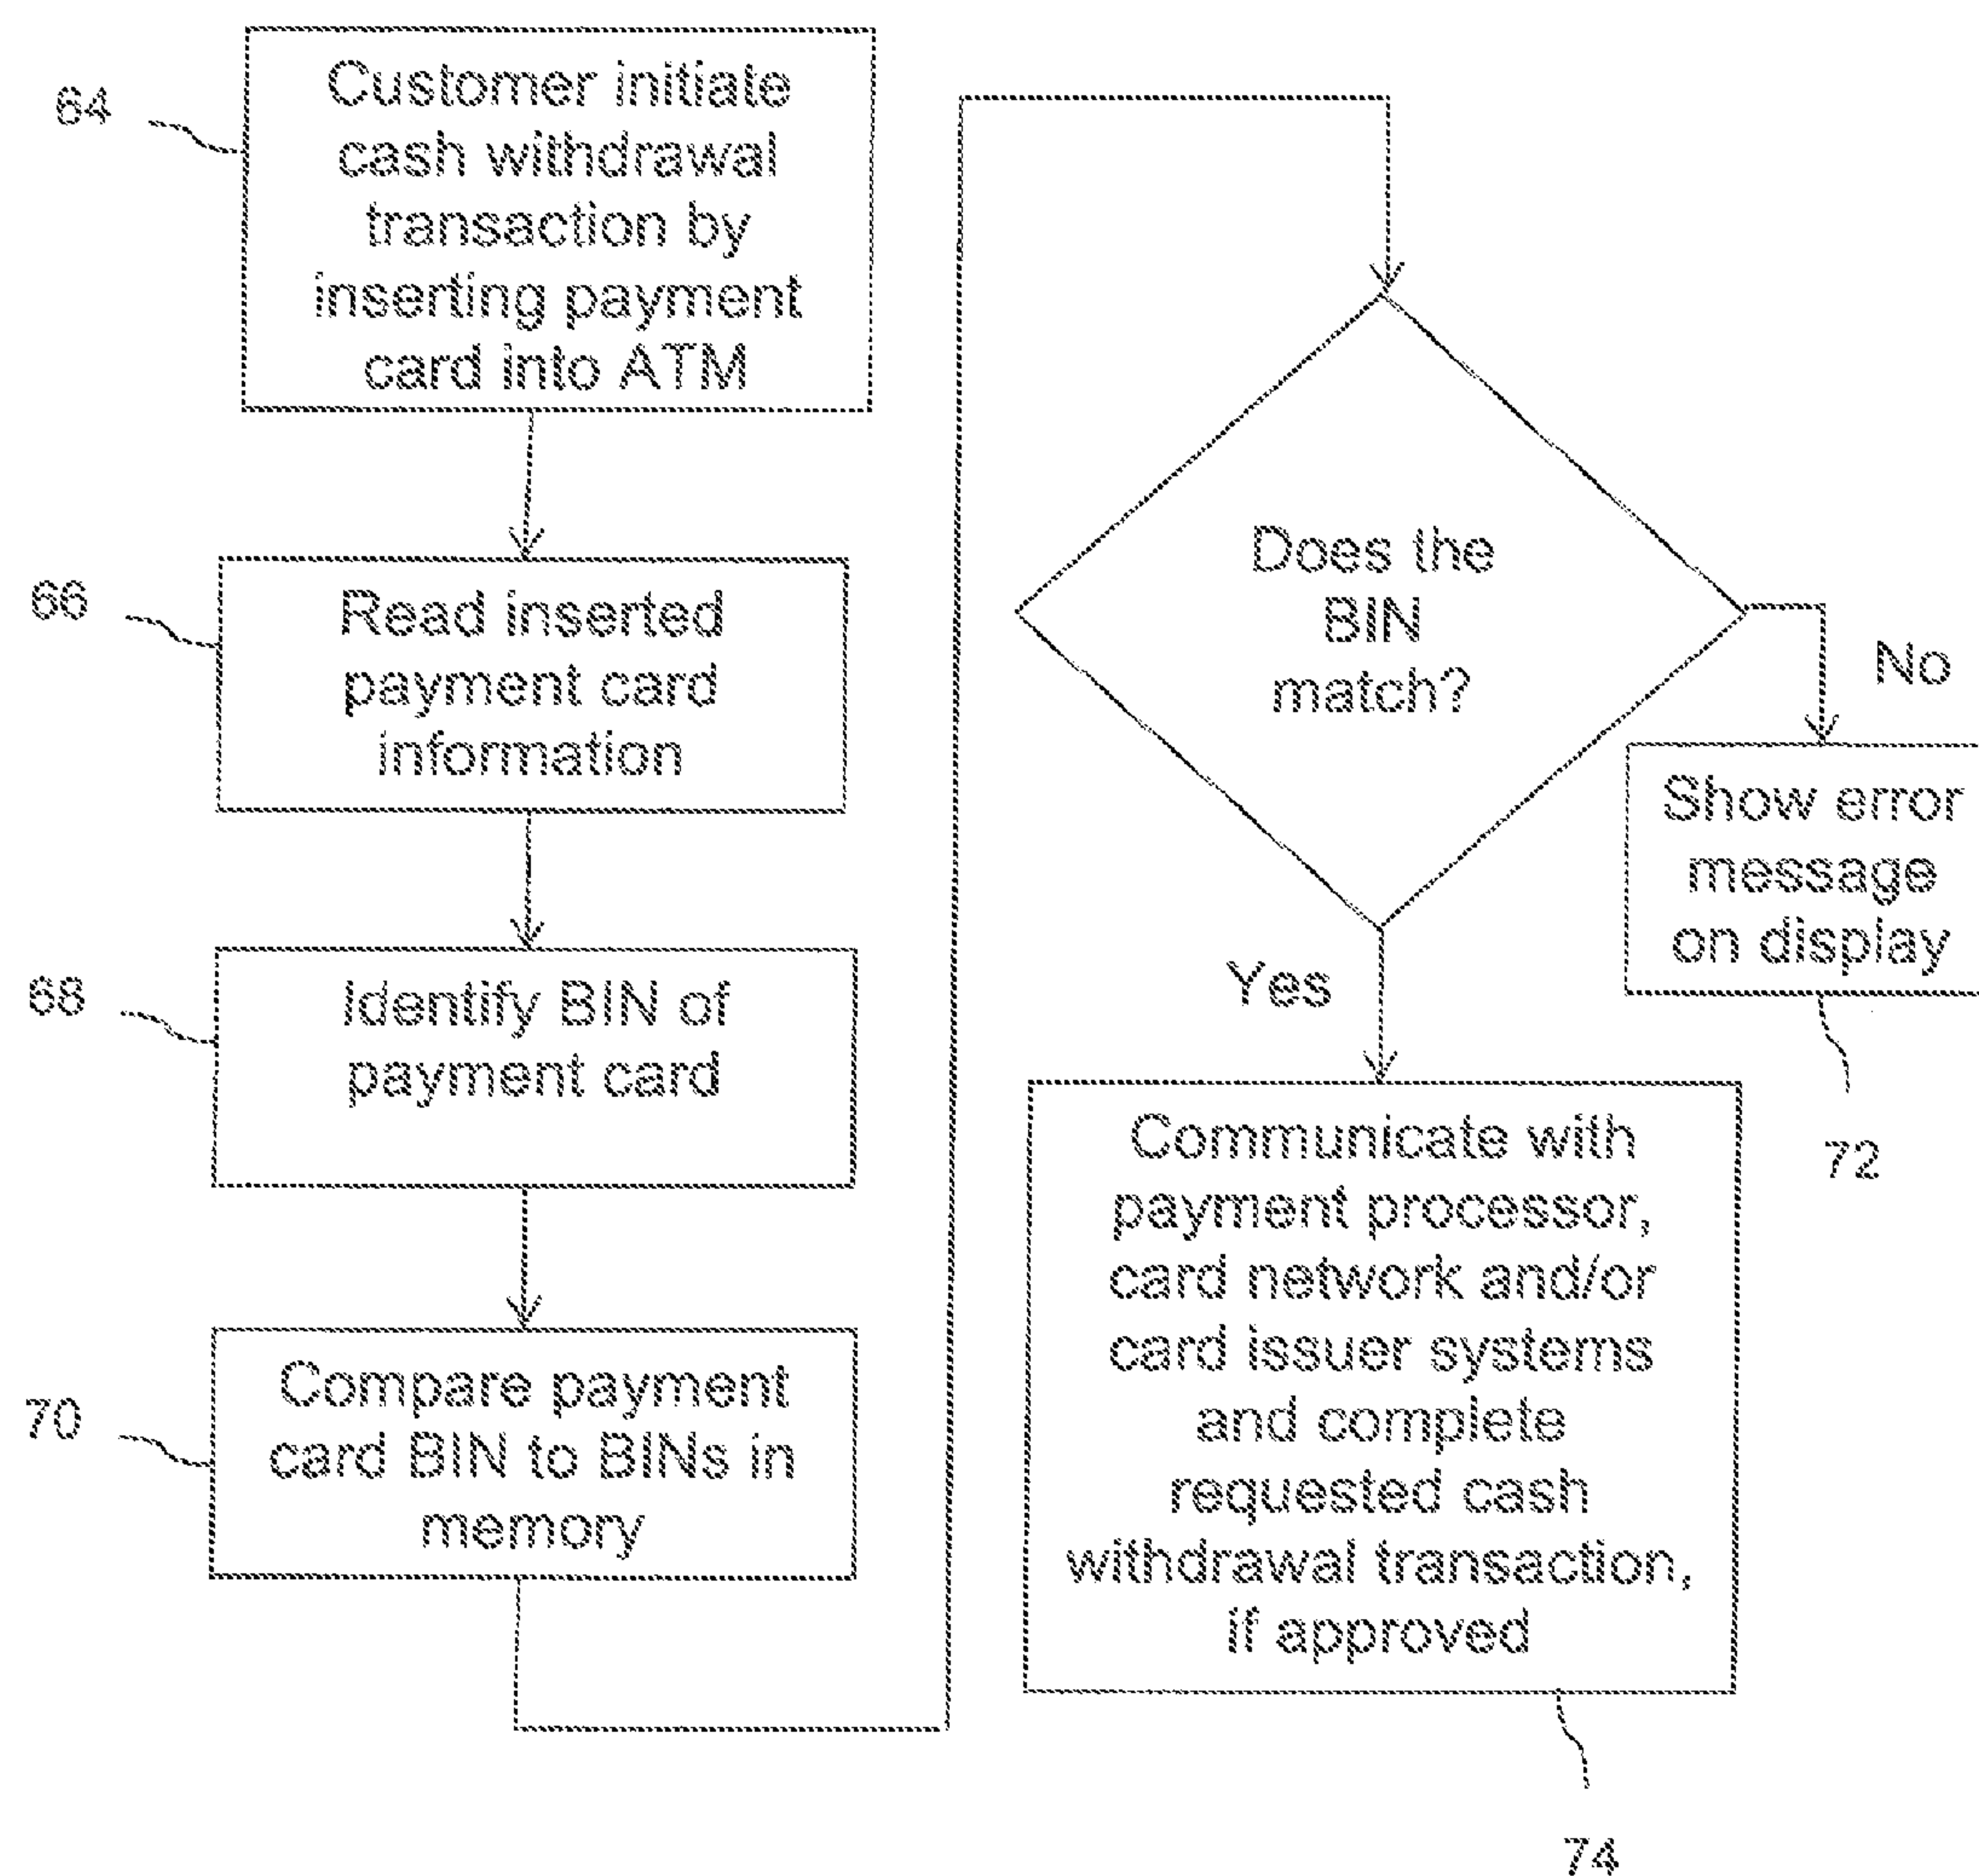 64
Customer initiate
cash withdrawal
transaction by
inserting payment
card into ATM
66
Read inserted
payment card
information
68
Identify BIN of
payment card
70
Compare payment
card BIN to BINs in
memory
Does the
BIN
match?
No
Show error
message
on display
72
Yes
Communicate with
payment processor,
card network and/or
card issuer systems
and complete
requested cash
withdrawal transaction,
if approved
74